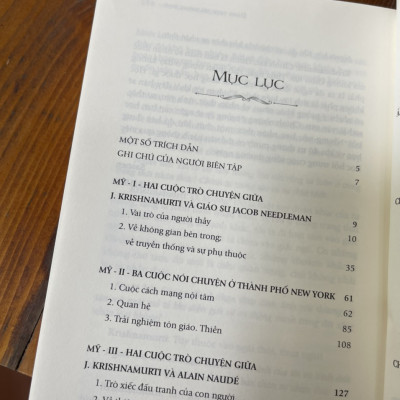 MỤC LỤC
MỘT SỐ TRÍCH DẪN 5
GHI CHÚ CỦA NGƯỜI BIÊN TẬP 7
MỸ - I - HAI CUỘC TRÒ CHUYỆN GIỮA
J. KRISHNAMURTI VÀ GIÁO SƯ JACOB NEEDLEMAN 9
1. Vai trò của người thầy 10
2. Về không gian bên trong;
về truyền thống và sự phụ thuộc 35
MỸ - II - BA CUỘC NÓI CHUYỆN Ở THÀNH PHỐ NEW YORK 61
1. Cuộc cách mạng nội tâm 62
2. Quan hệ 85
3. Trải nghiệm tôn giáo. Thiền 108
MỸ - III - HAI CUỘC TRÒ CHUYỆN GIỮA
J. KRISHNAMURTI VÀ ALAIN NAUDÉ 127
1. Trò xiếc đấu tranh của con người